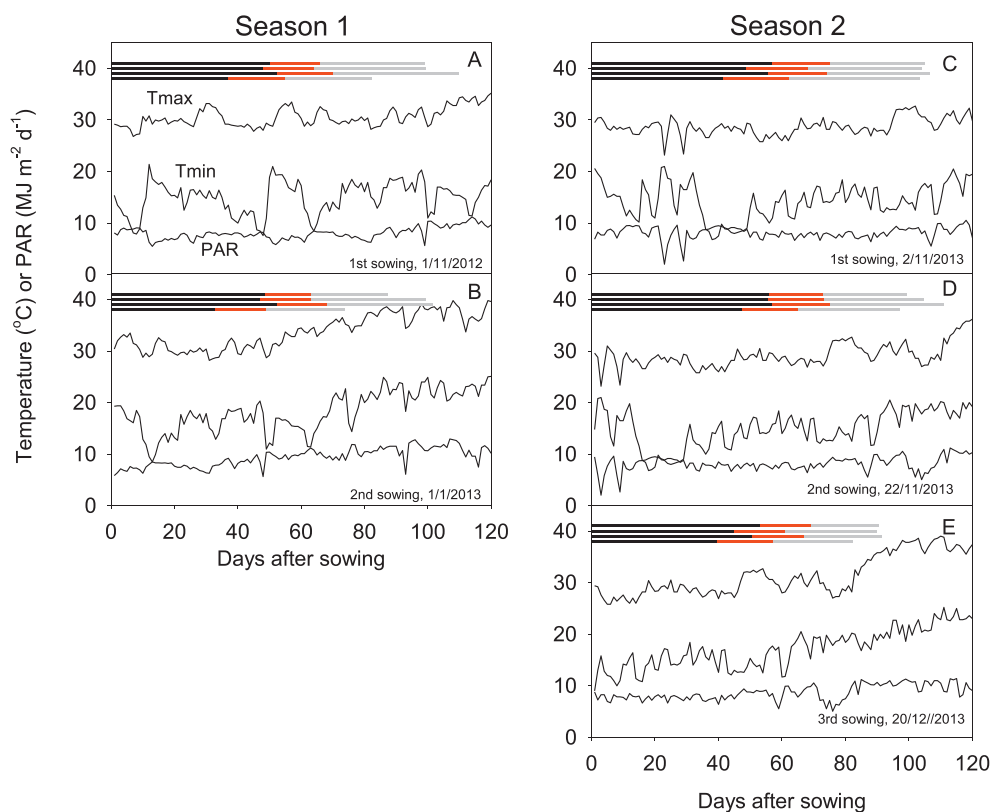 Season 1
Season 2
Temperature (°C) or PAR (MJ m⁻² d⁻¹)
A
40
Tmax
30
Tmin
20
10
PAR
1st sowing, 1/11/2012
0
B
40
30
20
10
2nd sowing, 1/1/2013
0
0 20 40 60 80 100 120
Days after sowing
C
40
30
20
10
1st sowing, 2/11/2013
0
D
40
30
20
10
2nd sowing, 22/11/2013
0
E
40
30
20
10
3rd sowing, 20/12//2013
0
0 20 40 60 80 100 120
Days after sowing